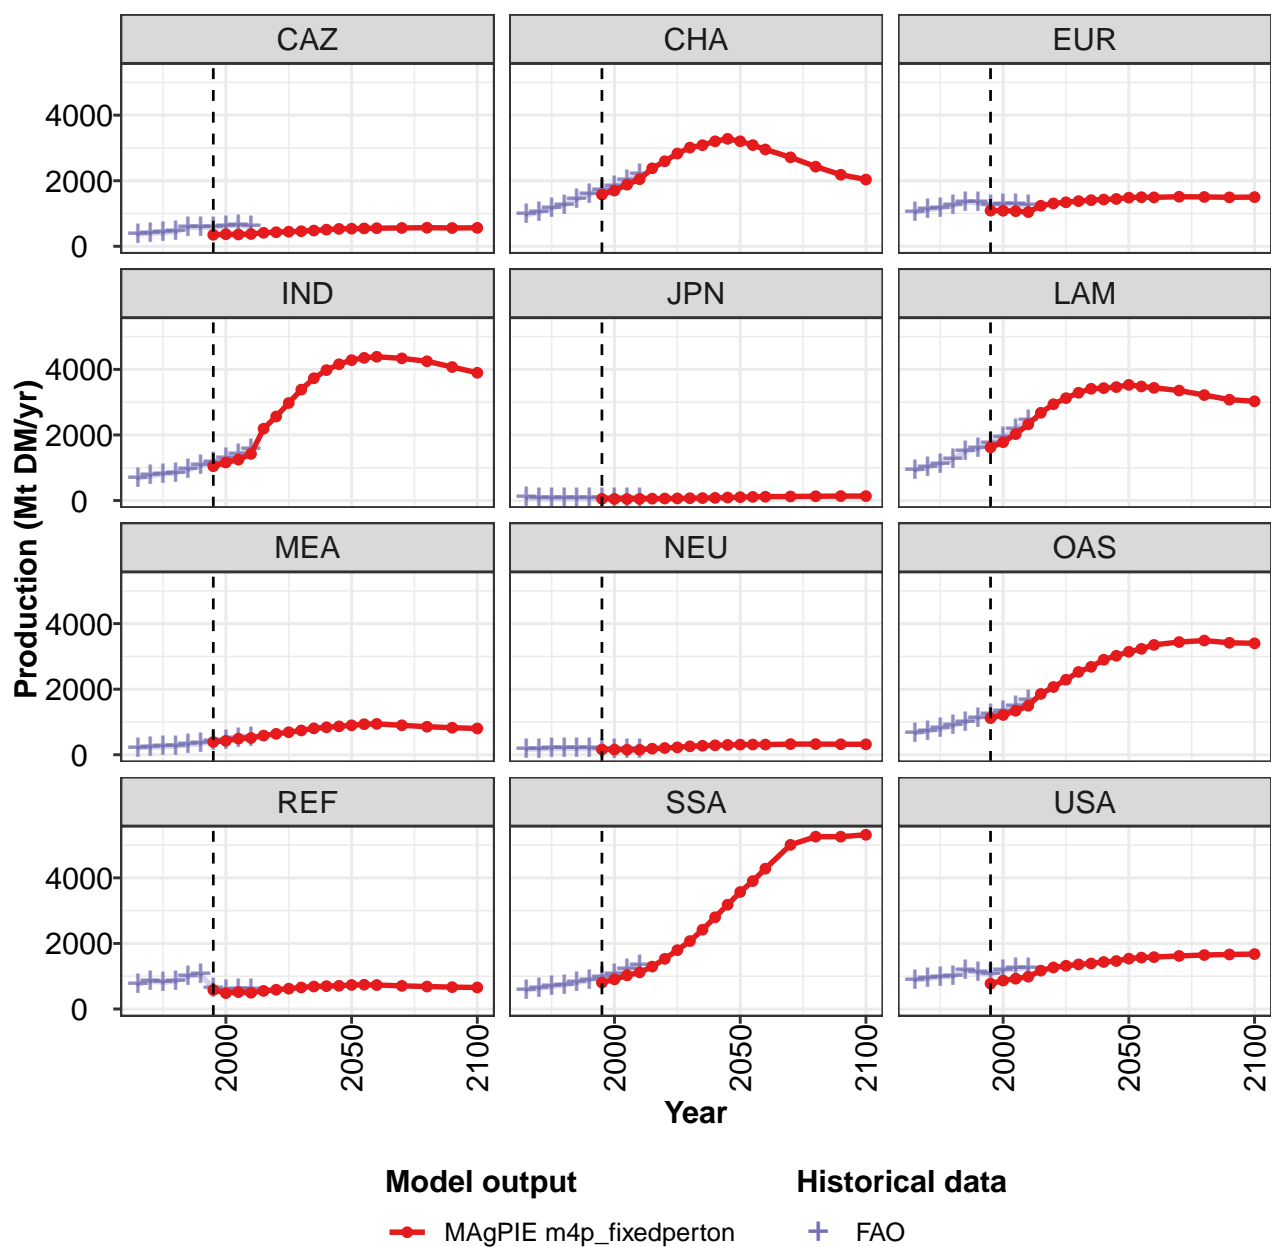 CAZ CHA EUR
4000
2000
0
IND JPN LAM
4000
2000
0
MEA NEU OAS
4000
2000
0
REF SSA USA
4000
2000
0
Production (Mt DM/yr)
2000 2050 2100 2000 2050 2100 2000 2050 2100
Year
Model output Historical data
MAgPIE m4p_fixedperton FAO